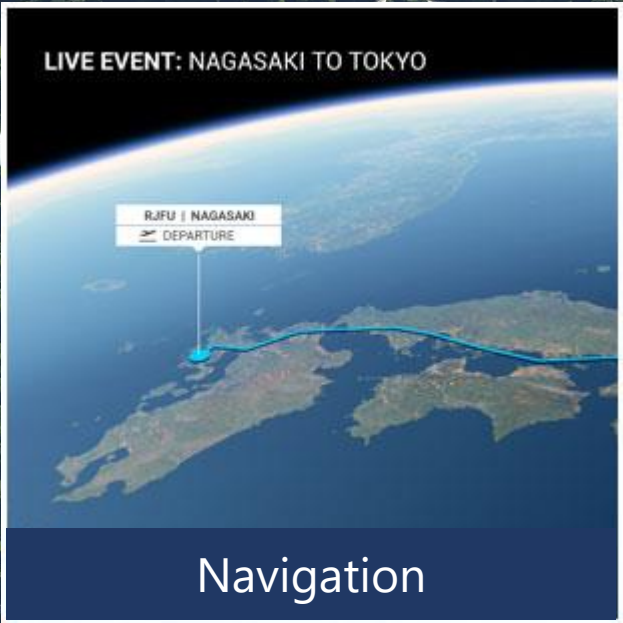 LIVE EVENT: NAGASAKI TO TOKYO
RJFU | NAGASAKI
DEPARTURE
Navigation